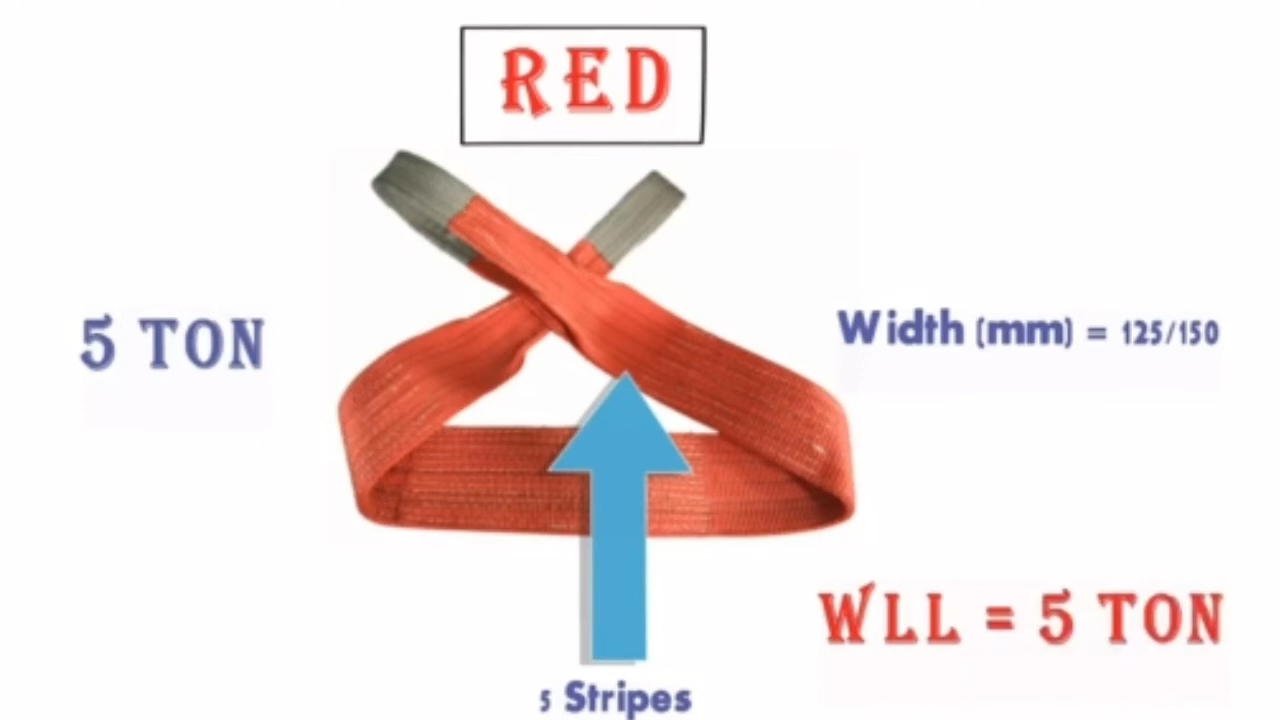 RED
5 TON
Width (mm) = 125/150
WLL = 5 TON
5 Stripes